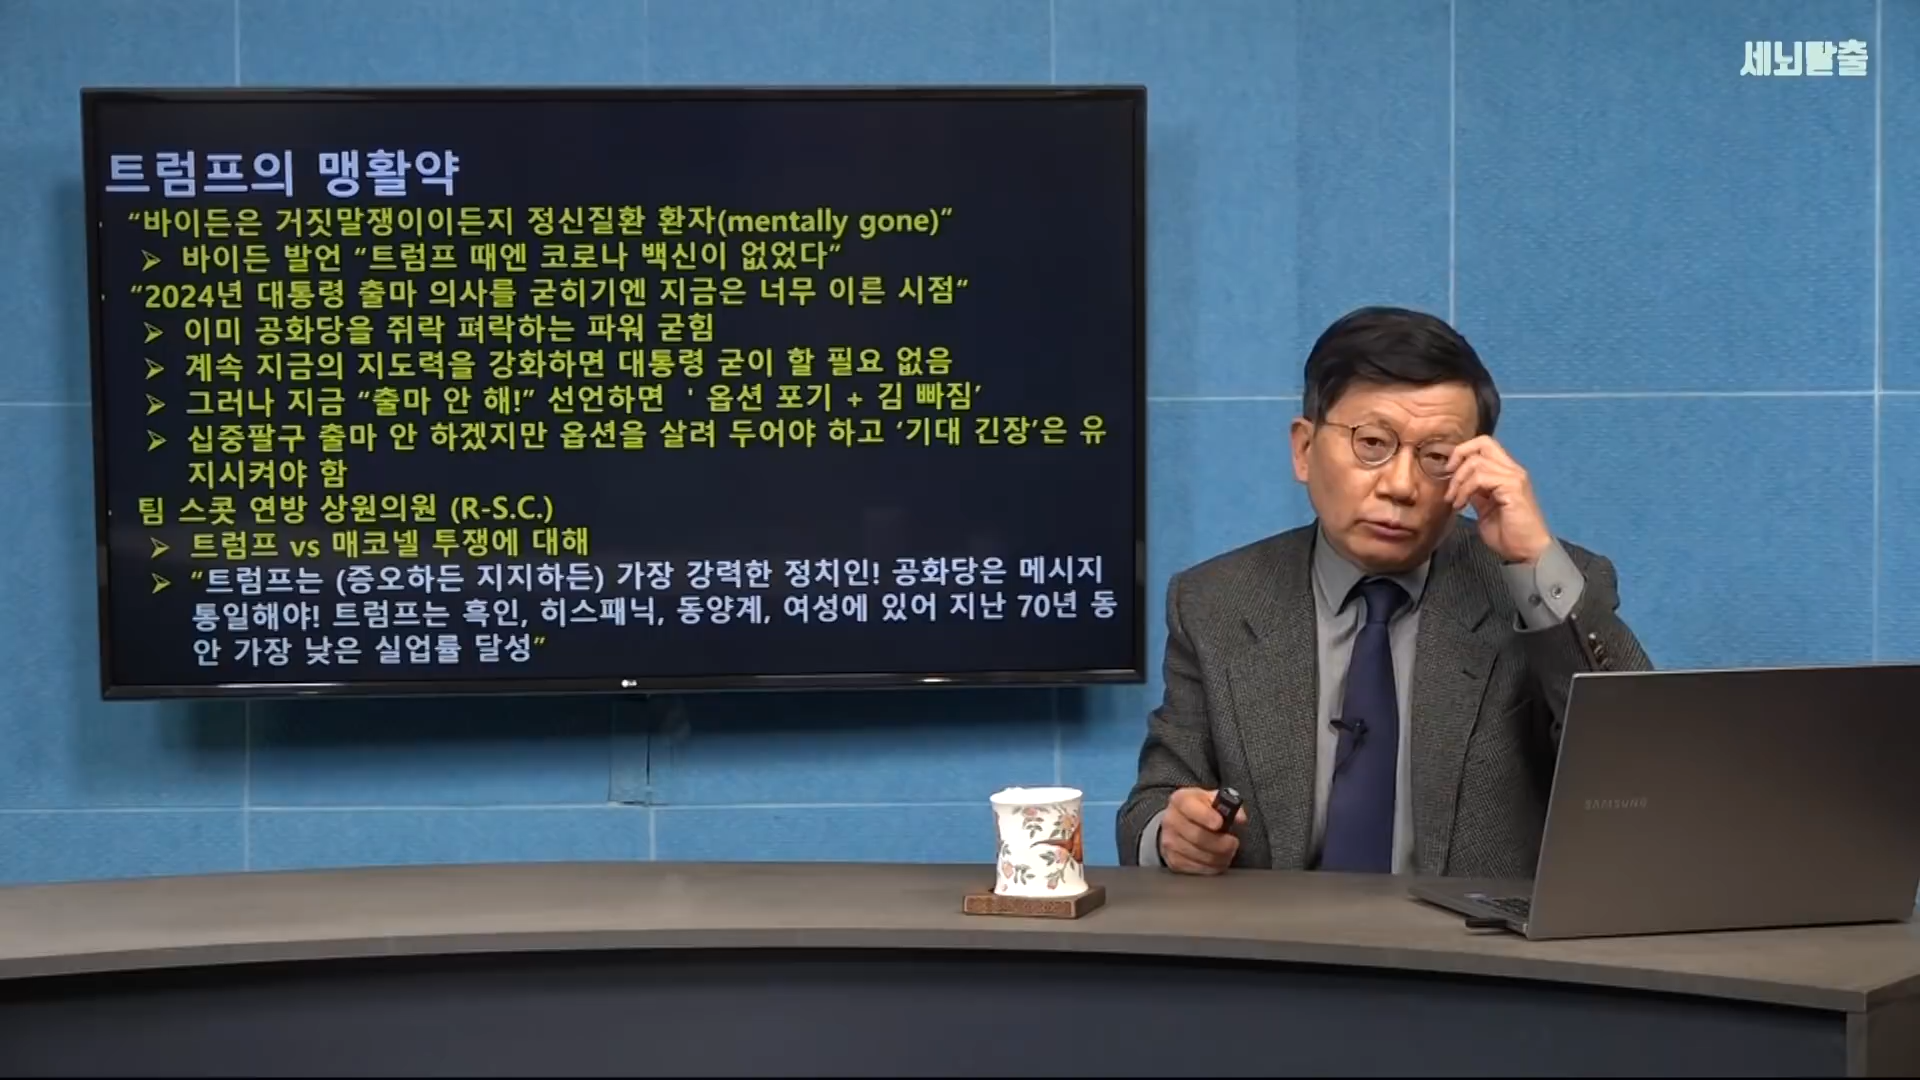 세뇌탈출
트럼프의 맹활약
“바이든은 거짓말쟁이이든지 정신질환 환자(mentally gone)”
➢ 바이든 발언 “트럼프 때엔 코로나 백신이 없었다”
“2024년 대통령 출마 의사를 굳히기엔 지금은 너무 이른 시점“
➢ 이미 공화당을 쥐락 펴락하는 파워 굳힘
➢ 계속 지금의 지도력을 강화하면 대통령 굳이 할 필요 없음
➢ 그러나 지금 “출마 안 해!” 선언하면 ' 옵션 포기 + 김 빠짐’
➢ 십중팔구 출마 안 하겠지만 옵션을 살려 두어야 하고 ‘기대 긴장’은 유
지시켜야 함
팀 스콧 연방 상원의원 (R-S.C.)
➢ 트럼프 vs 매코넬 투쟁에 대해
➢ “트럼프는 (증오하든 지지하든) 가장 강력한 정치인! 공화당은 메시지
통일해야! 트럼프는 흑인, 히스패닉, 동양계, 여성에 있어 지난 70년 동
안 가장 낮은 실업률 달성”
LG
SAMSUNG